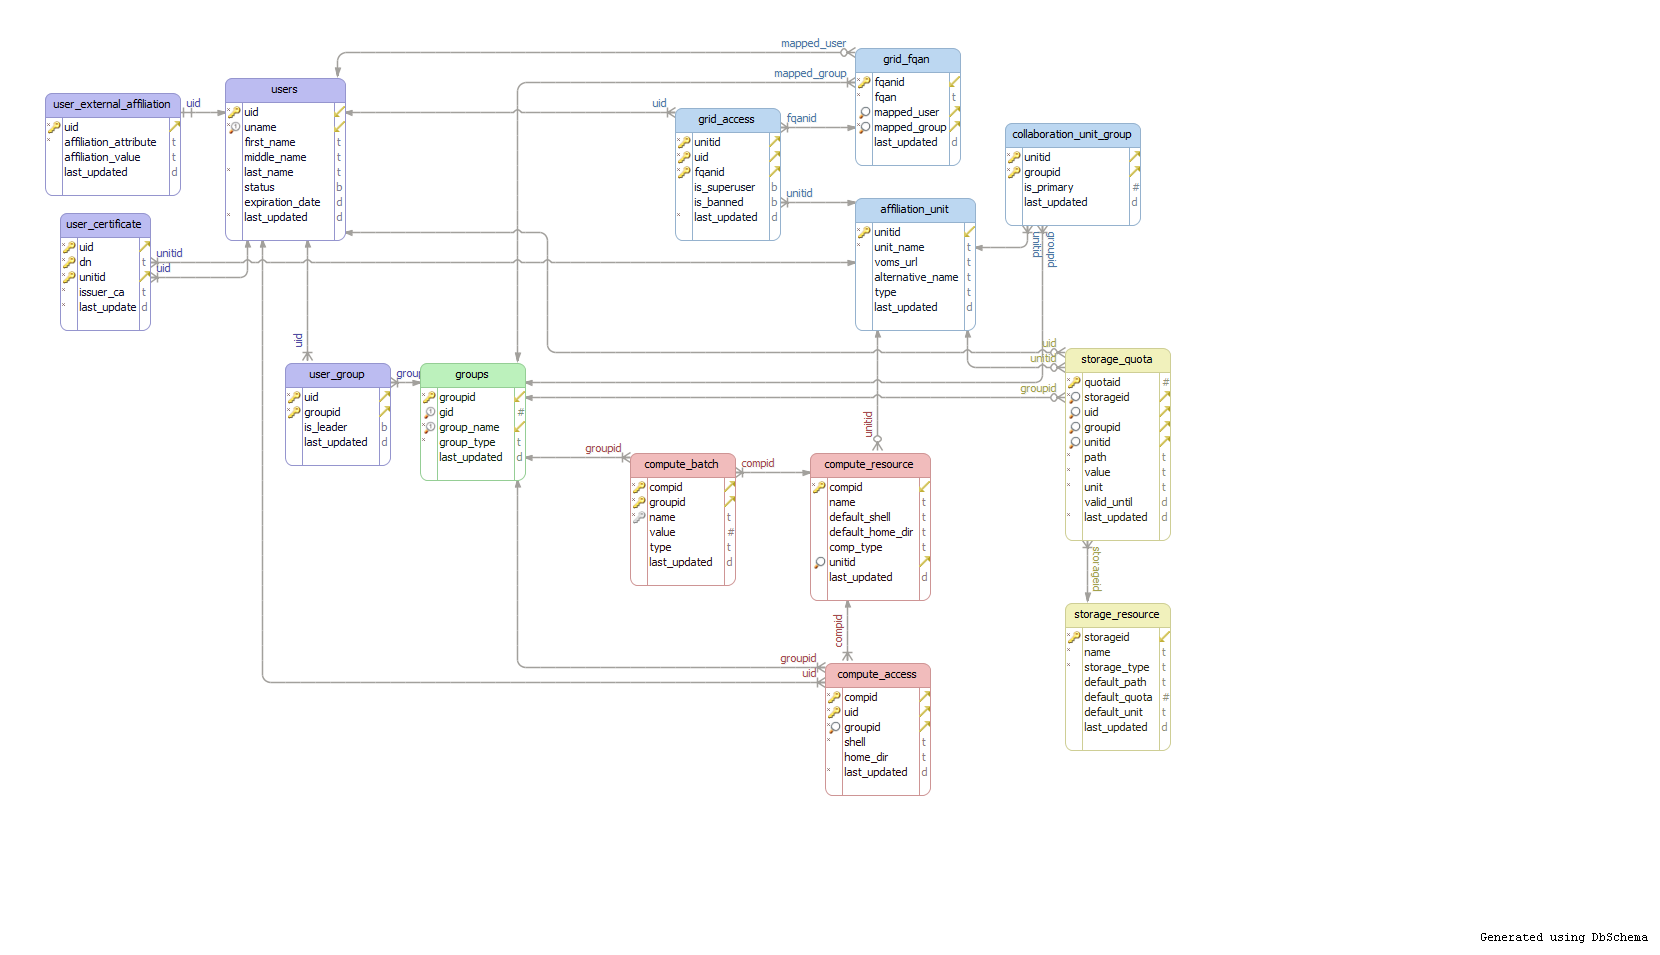 mapped_user
grid_fqan
mapped_group
fqanid
fqan t
mapped_user
mapped_group
last_updated d
users
uid
uname
first_name t
middle_name t
last_name t
status b
expiration_date d
last_updated d
user_external_affiliation
uid
affiliation_attribute t
affiliation_value t
last_updated d
uid
uid
grid_access
unitid
uid
fqanid
is_superuser b
is_banned b
last_updated d
fqanid
unitid
collaboration_unit_group
unitid
groupid
is_primary #
last_updated d
unitid
groupid
user_certificate
uid
dn t
unitid
issuer_ca t
last_update d
unitid
uid
affiliation_unit
unitid
unit_name t
voms_url t
alternative_name t
type t
last_updated d
uid
user_group
uid
groupid
is_leader b
last_updated d
group
groups
groupid
gid #
group_name
group_type t
last_updated d
uid
unitid
groupid
storage_quota
quotaid #
storageid
uid
groupid
unitid
path t
value t
unit t
valid_until d
last_updated d
groupid
compute_batch
compid
groupid
name t
value #
type t
last_updated d
compid
unitid
compute_resource
compid
name t
default_shell t
default_home_dir t
comp_type t
unitid
last_updated d
storageid
storage_resource
storageid
name t
storage_type t
default_path t
default_quota #
default_unit t
last_updated d
compid
groupid
uid
compute_access
compid
uid
groupid
shell t
home_dir t
last_updated d
Generated using DbSchema